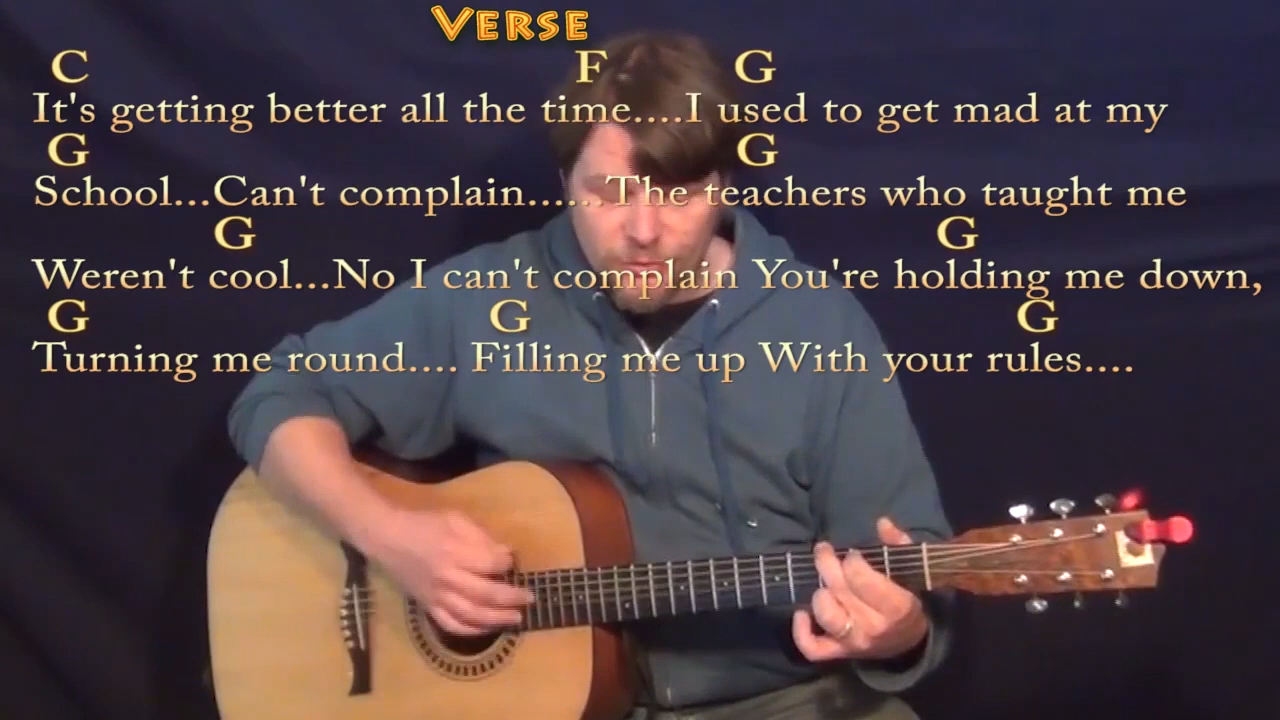 VERSE
C F G
It's getting better all the time....I used to get mad at my
G G
School...Can't complain......The teachers who taught me
G G
Weren't cool...No I can't complain You're holding me down,
G G G
Turning me round.... Filling me up With your rules....